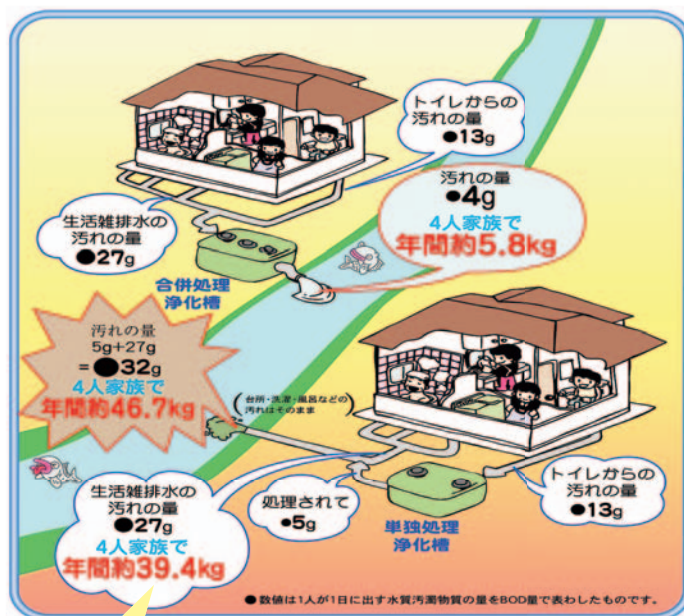 トイレからの
汚れの量
●13g
汚れの量
●4g
4人家族で
年間約5.8kg
生活雑排水の
汚れの量
●27g
合併処理
浄化槽
汚れの量
5g+27g
=●32g
4人家族で
年間約46.7kg
(台所・洗濯・風呂などの
汚れはそのまま)
生活雑排水の
汚れの量
●27g
4人家族で
年間約39.4kg
処理されて
●5g
単独処理
浄化槽
トイレからの
汚れの量
●13g
●数値は1人が1日に出す水質汚濁物質の量をBOD量で表わしたものです。